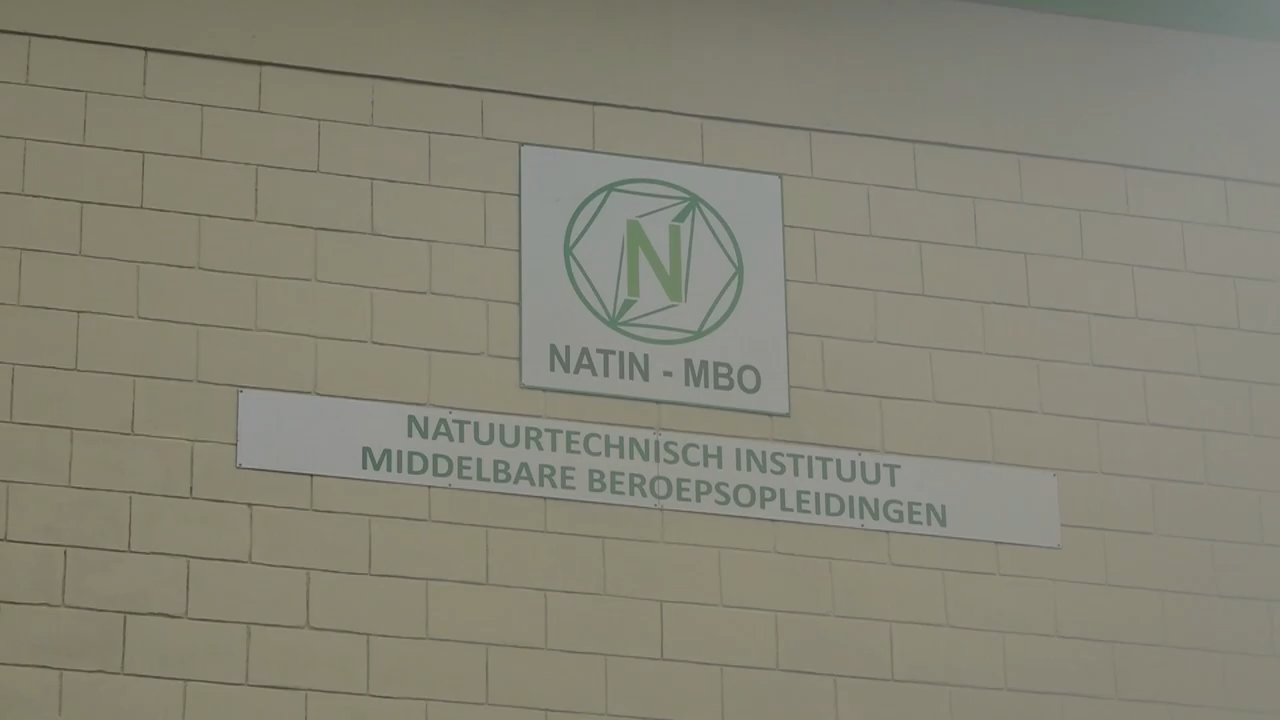 N
NATIN - MBO
NATUURTECHNISCH INSTITUUT
MIDDELBARE BEROEPSOPLEIDINGEN